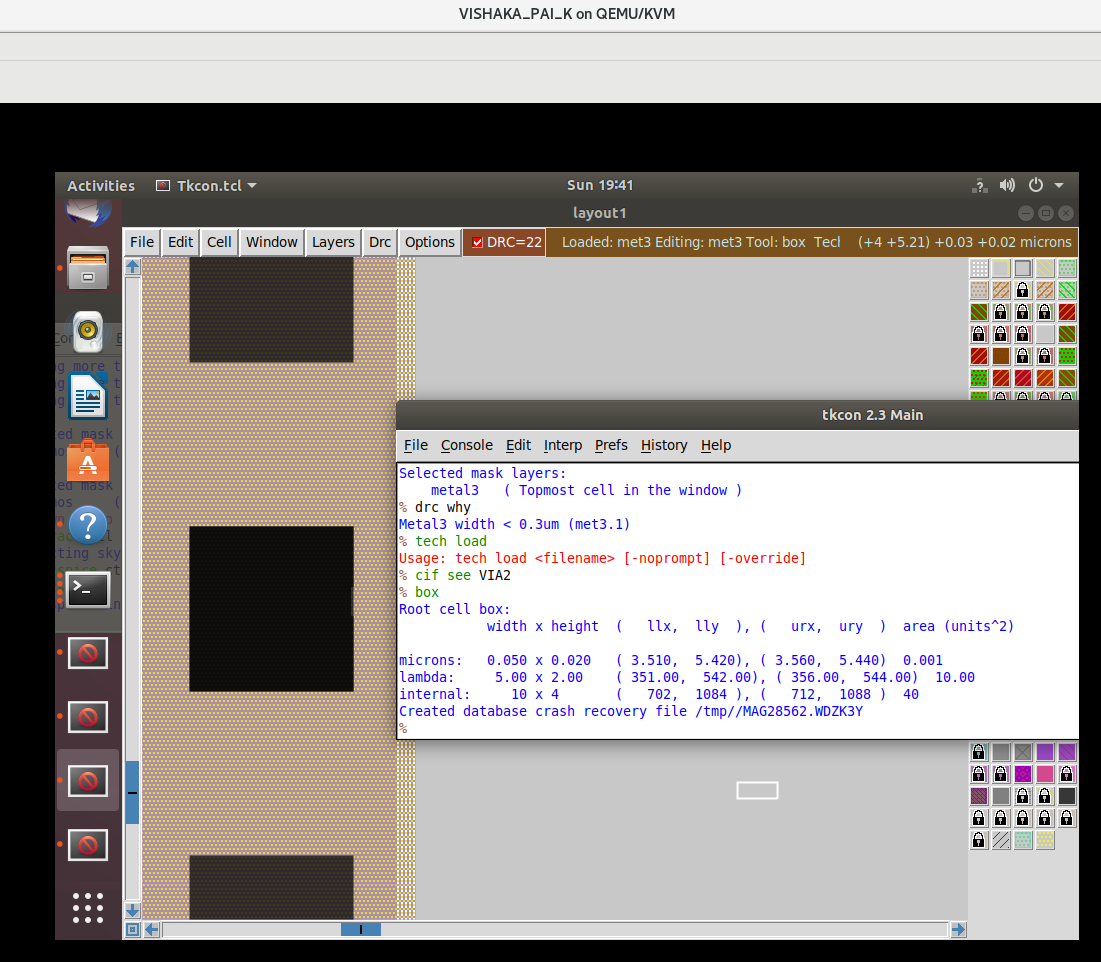 VISHAKA_PAI_K on QEMU/KVM
Activities
Tkcon.tcl
Sun 19:41
layout1
File Edit Cell Window Layers Drc Options DRC=22 Loaded: met3 Editing: met3 Tool: box Tecl (+4 +5.21) +0.03 +0.02 microns
tkcon 2.3 Main
File Console Edit Interp Prefs History Help
Selected mask layers:
metal3 ( Topmost cell in the window )
% drc why
Metal3 width < 0.3um (met3.1)
% tech load
Usage: tech load <filename> [-noprompt] [-override]
% cif see VIA2
% box
Root cell box:
width x height ( llx, lly ), ( urx, ury ) area (units^2)
microns: 0.050 x 0.020 ( 3.510, 5.420), ( 3.560, 5.440) 0.001
lambda: 5.00 x 2.00 ( 351.00, 542.00), ( 356.00, 544.00) 10.00
internal: 10 x 4 ( 702, 1084 ), ( 712, 1088 ) 40
Created database crash recovery file /tmp//MAG28562.WDZK3Y
%